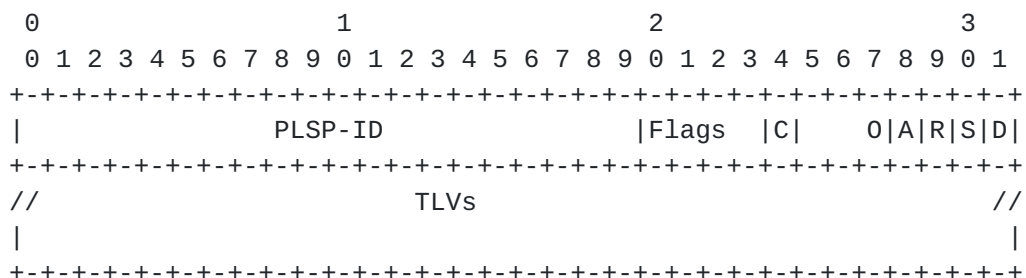 0                   1                   2                   3
 0 1 2 3 4 5 6 7 8 9 0 1 2 3 4 5 6 7 8 9 0 1 2 3 4 5 6 7 8 9 0 1
+-+-+-+-+-+-+-+-+-+-+-+-+-+-+-+-+-+-+-+-+-+-+-+-+-+-+-+-+-+-+-+-+
|                PLSP-ID                |Flags  |C|    O|A|R|S|D|
+-+-+-+-+-+-+-+-+-+-+-+-+-+-+-+-+-+-+-+-+-+-+-+-+-+-+-+-+-+-+-+-+
//                        TLVs                                 //
|                                                               |
+-+-+-+-+-+-+-+-+-+-+-+-+-+-+-+-+-+-+-+-+-+-+-+-+-+-+-+-+-+-+-+-+